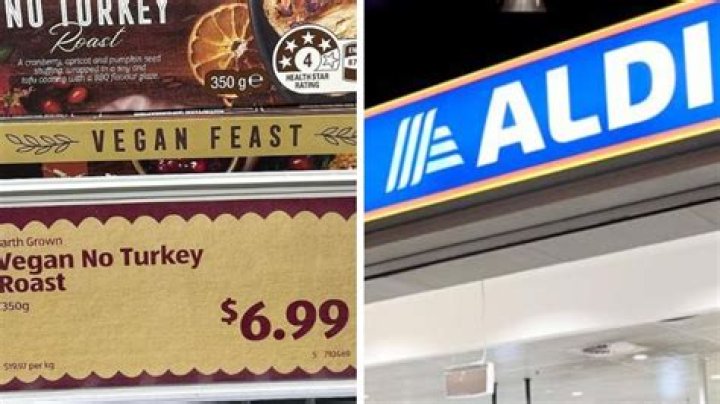 NO TURKEY
Roast
A cranberry, apricot and pumpkin seed
stuffing wrapped in a soy and
tofu coating with a BBQ flavour glaze.
350 g e
4
HEALTH STAR
RATING
VEGAN FEAST
arth Grown
Vegan No Turkey
Roast
350g
$6.99
$19.97 per kg
ALDI